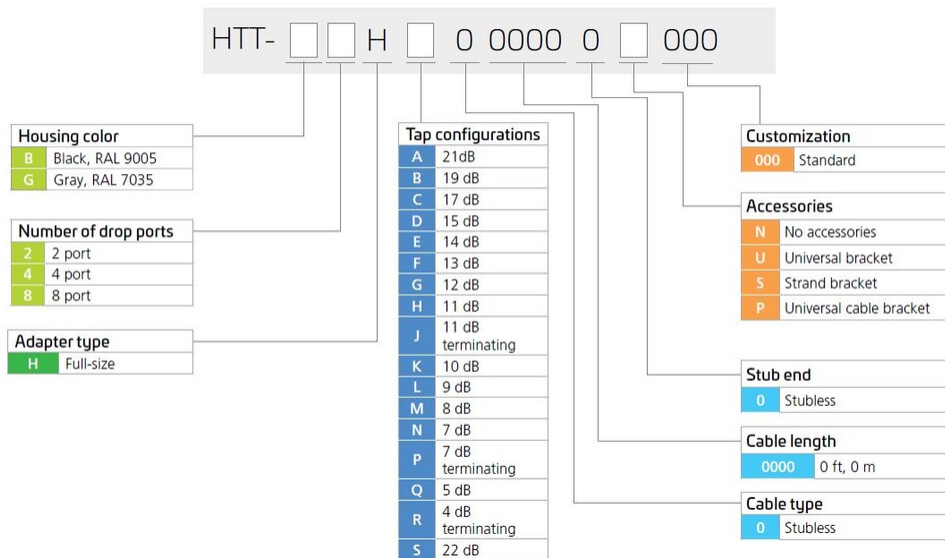 HTT- H 0 0000 0 000
Housing color
B Black, RAL 9005
G Gray, RAL 7035
Number of drop ports
2 2 port
4 4 port
8 8 port
Adapter type
H Full-size
Tap configurations
A 21dB
B 19 dB
C 17 dB
D 15 dB
E 14 dB
F 13 dB
G 12 dB
H 11 dB
J 11 dB
terminating
K 10 dB
L 9 dB
M 8 dB
N 7 dB
P 7 dB
terminating
Q 5 dB
R 4 dB
terminating
S 22 dB
Customization
000 Standard
Accessories
N No accessories
U Universal bracket
S Strand bracket
P Universal cable bracket
Stub end
0 Stubless
Cable length
0000 0 ft, 0 m
Cable type
0 Stubless